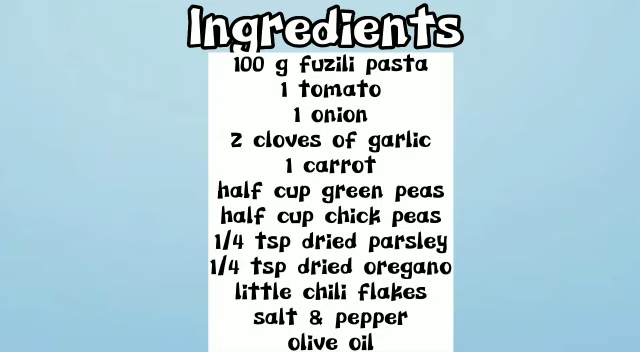 Ingredients
100 g fuzili pasta
1 tomato
1 onion
2 cloves of garlic
1 carrot
half cup green peas
half cup chick peas
1/4 tsp dried parsley
1/4 tsp dried oregano
little chili flakes
salt & pepper
olive oil